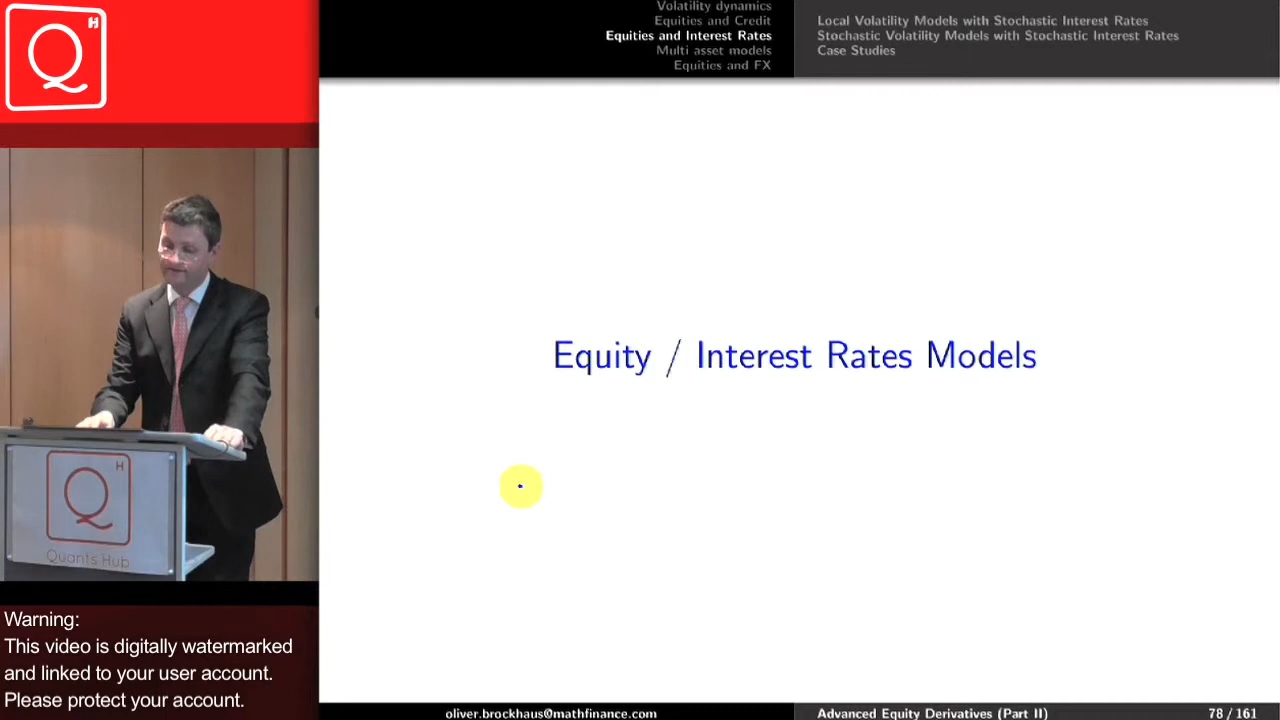 H
Q
Volatility dynamics
Equities and Credit
Equities and Interest Rates
Multi asset models
Equities and FX
Local Volatility Models with Stochastic Interest Rates
Stochastic Volatility Models with Stochastic Interest Rates
Case Studies
Equity / Interest Rates Models
H
Q
Quants Hub
Warning:
This video is digitally watermarked
and linked to your user account.
Please protect your account.
oliver.brockhaus@mathfinance.com
Advanced Equity Derivatives (Part II)
78 / 161